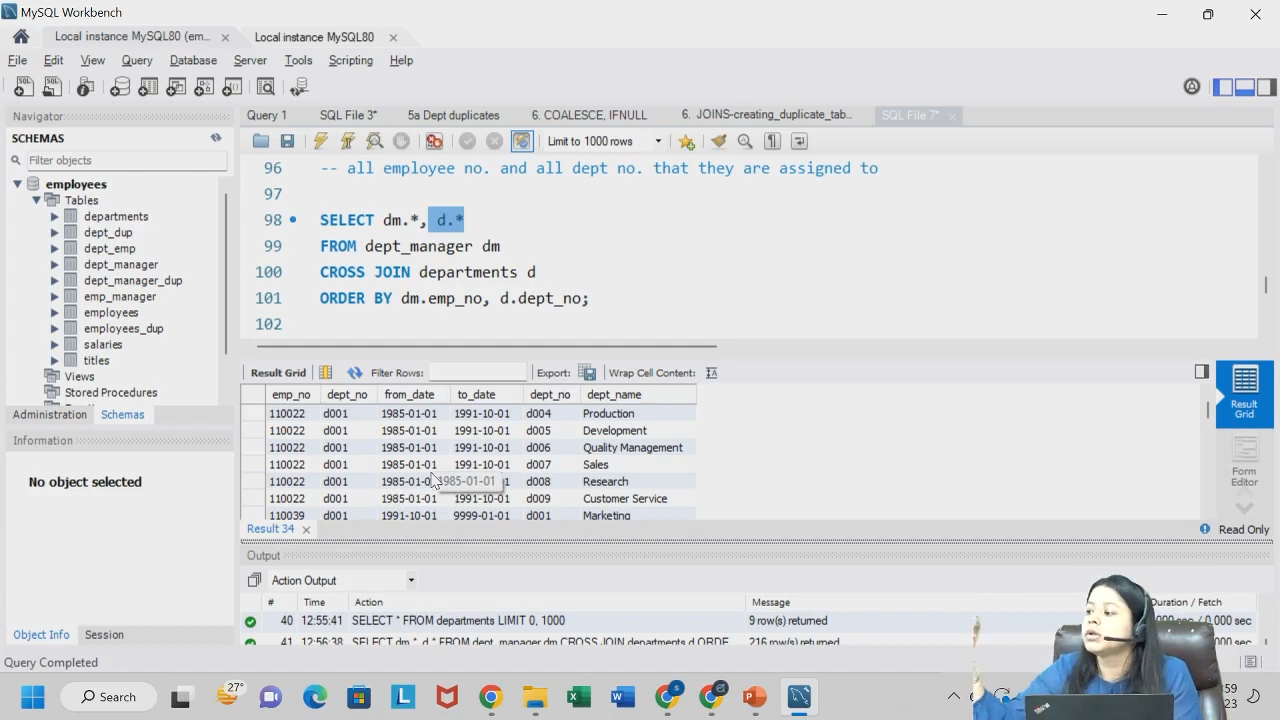 MySQL Workbench
Local instance MySQL80 (em...
Local instance MySQL80
File Edit View Query Database Server Tools Scripting Help
Navigator
SCHEMAS
Filter objects
employees
Tables
departments
dept_dup
dept_emp
dept_manager
dept_manager_dup
emp_manager
employees
employees_dup
salaries
titles
Views
Stored Procedures
Administration Schemas
Information
No object selected
Object Info Session
Query 1 SQL File 3* 5a Dept duplicates 6. COALESCE, IFNULL 6. JOINS-creating_duplicate_tab... SQL File 7*
Limit to 1000 rows
96 -- all employee no. and all dept no. that they are assigned to
97
98 SELECT dm.*, d.*
99 FROM dept_manager dm
100 CROSS JOIN departments d
101 ORDER BY dm.emp_no, d.dept_no;
102
Result Grid Filter Rows: Export: Wrap Cell Content:
emp_no dept_no from_date to_date dept_no dept_name
110022 d001 1985-01-01 1991-10-01 d004 Production
110022 d001 1985-01-01 1991-10-01 d005 Development
110022 d001 1985-01-01 1991-10-01 d006 Quality Management
110022 d001 1985-01-01 1991-10-01 d007 Sales
110022 d001 1985-01-0 1985-01-01 1 d008 Research
110022 d001 1985-01-01 1991-10-01 d009 Customer Service
110039 d001 1991-10-01 9999-01-01 d001 Marketing
Result Grid
Form Editor
Result 34
Read Only
Output
Action Output
# Time Action Message Duration / Fetch
40 12:55:41 SELECT * FROM departments LIMIT 0, 1000 9 row(s) returned 0.000 sec
41 12:56:38 SELECT dm.*, d.* FROM dept_manager dm CROSS JOIN departments d ORDE... 216 row(s) returned
Query Completed
27°
Search